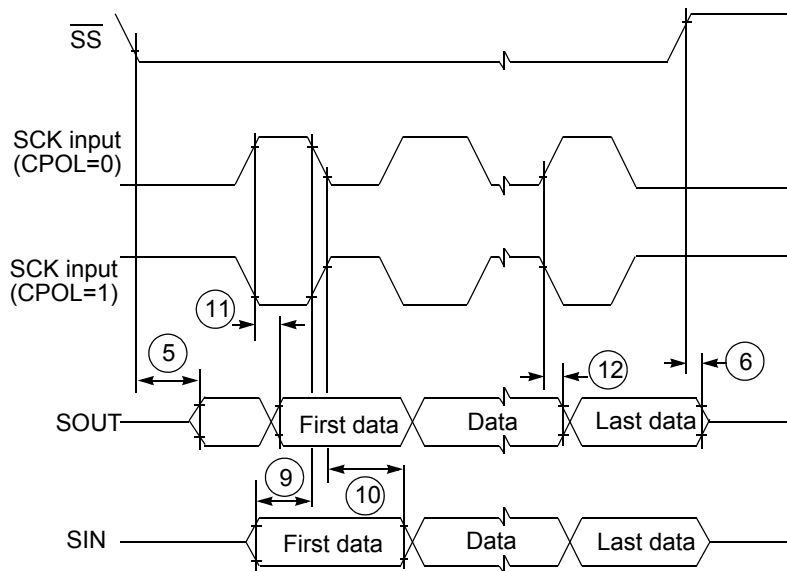 S̅S̅
SCK input
(CPOL=0)
SCK input
(CPOL=1)
11
5
12
6
SOUT
First data
Data
Last data
9
10
SIN
First data
Data
Last data